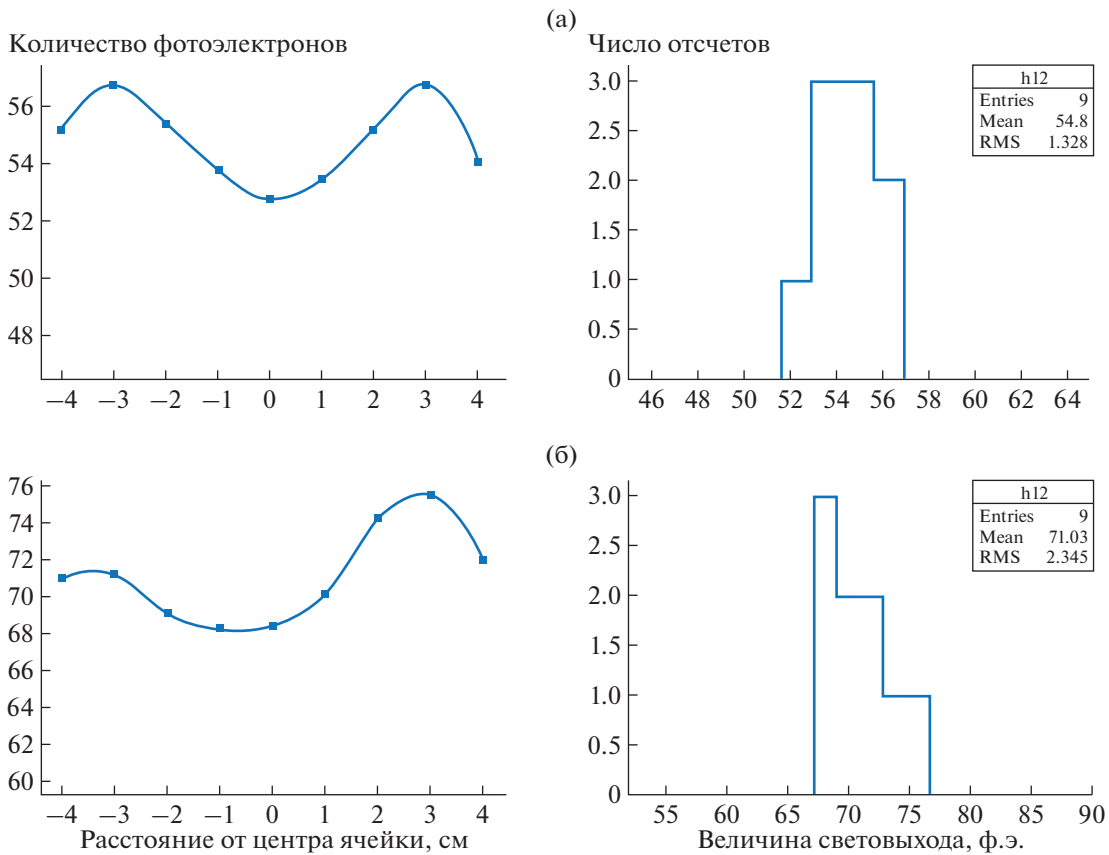 (а)
Количество фотоэлектронов
56
54
52
50
48
−4 −3 −2 −1 0 1 2 3 4
Число отсчетов
3.0
2.5
2.0
1.5
1.0
0.5
0
46 48 50 52 54 56 58 60 62 64
h12
Entries 9
Mean 54.8
RMS 1.328
(б)
76
74
72
70
68
66
64
62
60
−4 −3 −2 −1 0 1 2 3 4
Расстояние от центра ячейки, см
3.0
2.5
2.0
1.5
1.0
0.5
0
55 60 65 70 75 80 85 90
Величина световыхода, ф.э.
h12
Entries 9
Mean 71.03
RMS 2.345